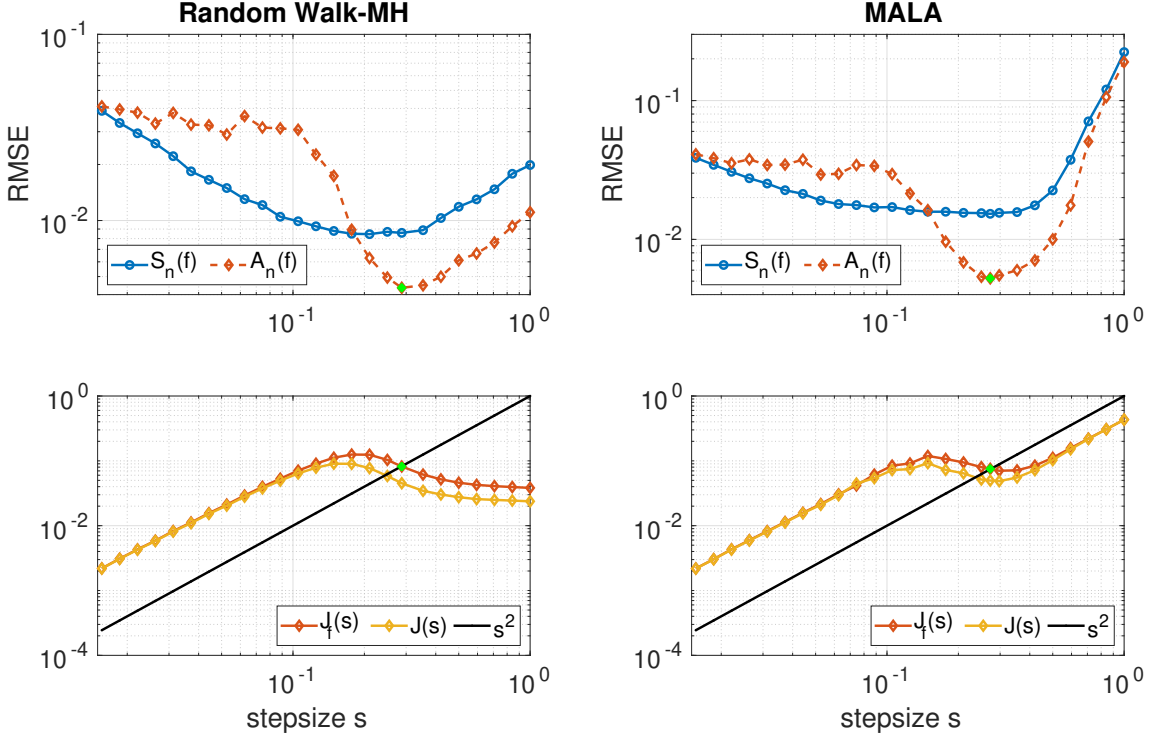 Random Walk-MH
MALA
10^-1
10^-2
RMSE
S_n(f)
A_n(f)
10^-1
10^0
10^-1
10^-2
RMSE
S_n(f)
A_n(f)
10^-1
10^0
10^0
10^-2
10^-4
J_f(s)
J(s)
s^2
10^-1
10^0
stepsize s
10^0
10^-2
10^-4
J_f(s)
J(s)
s^2
10^-1
10^0
stepsize s